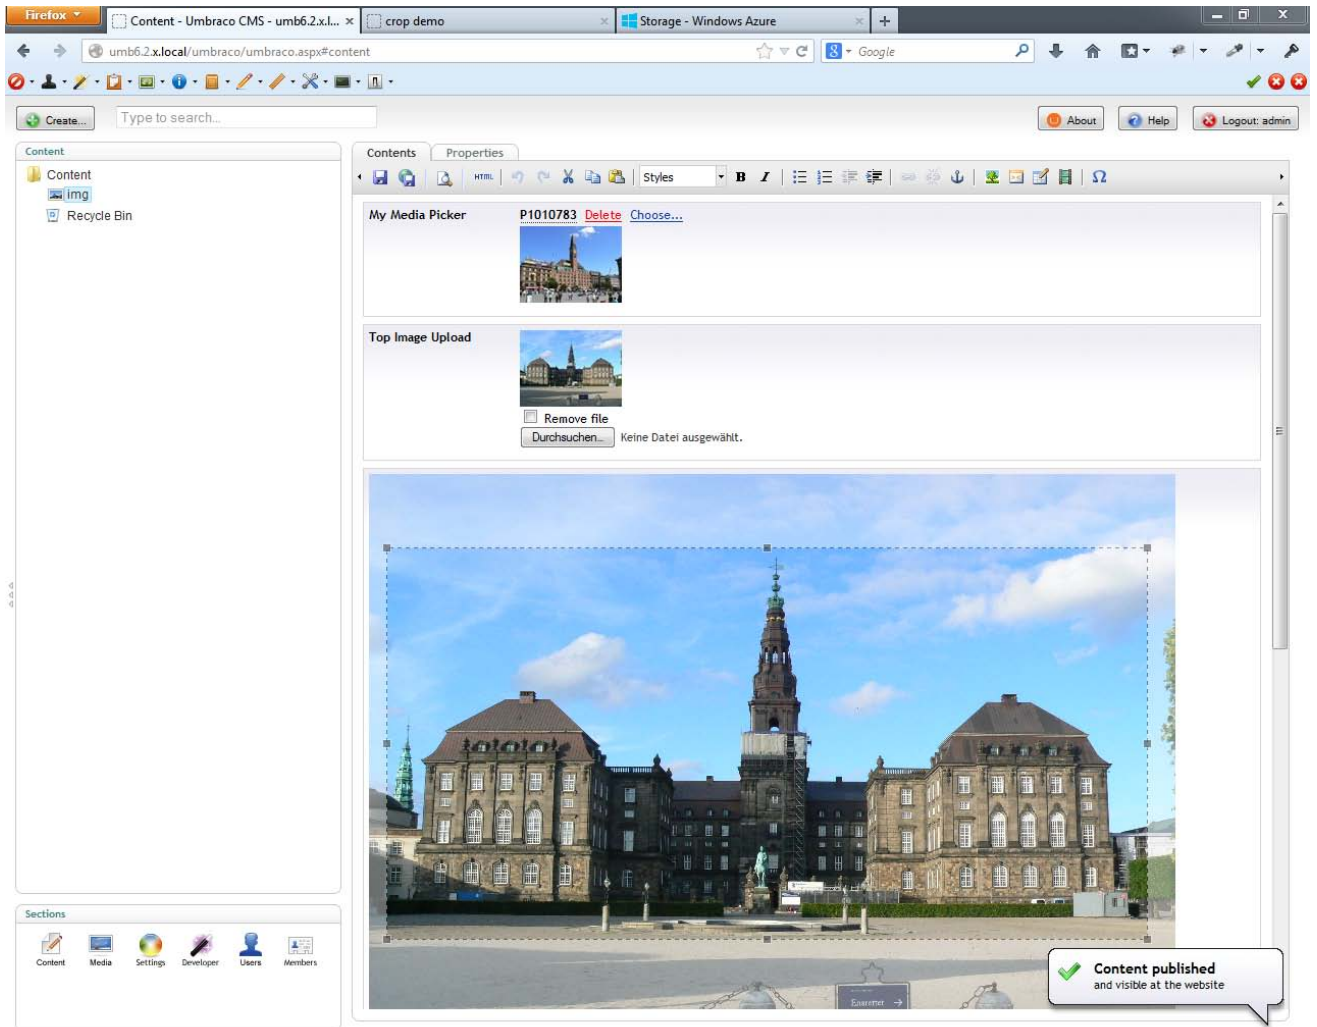 Firefox
Content - Umbraco CMS - umb6.2.x.l...
crop demo
Storage - Windows Azure
umb6.2.x.local/umbraco/umbraco.aspx#content
Google
Create...
Type to search...
About
Help
Logout: admin
Content
Content
img
Recycle Bin
Contents
Properties
HTML
Styles
B
I
Ω
My Media Picker
P1010783 Delete Choose...
Top Image Upload
Remove file
Durchsuchen...
Keine Datei ausgewählt.
Sections
Content
Media
Settings
Developer
Users
Members
Content published
and visible at the website